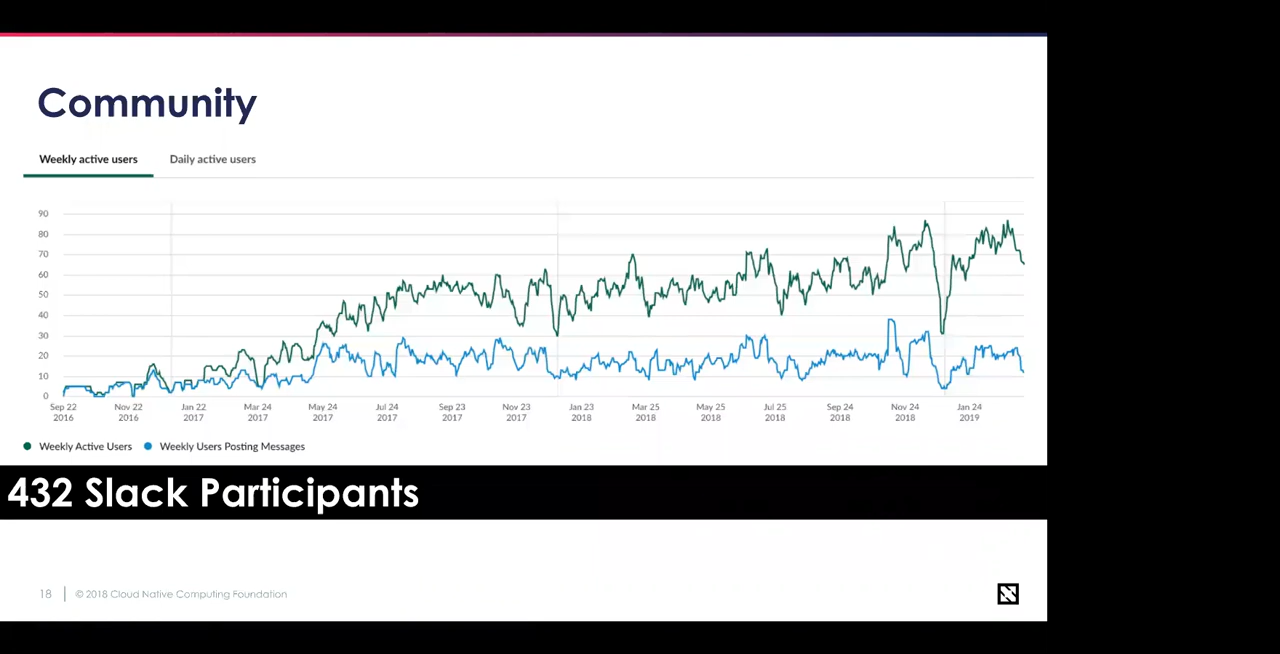 Community
Weekly active users Daily active users
90
80
70
60
50
40
30
20
10
0
Sep 22 Nov 22 Jan 22 Mar 24 May 24 Jul 24 Sep 23 Nov 23 Jan 23 Mar 25 May 25 Jul 25 Sep 24 Nov 24 Jan 24
2016 2016 2017 2017 2017 2017 2017 2017 2018 2018 2018 2018 2018 2018 2019
Weekly Active Users Weekly Users Posting Messages
432 Slack Participants
18 © 2018 Cloud Native Computing Foundation